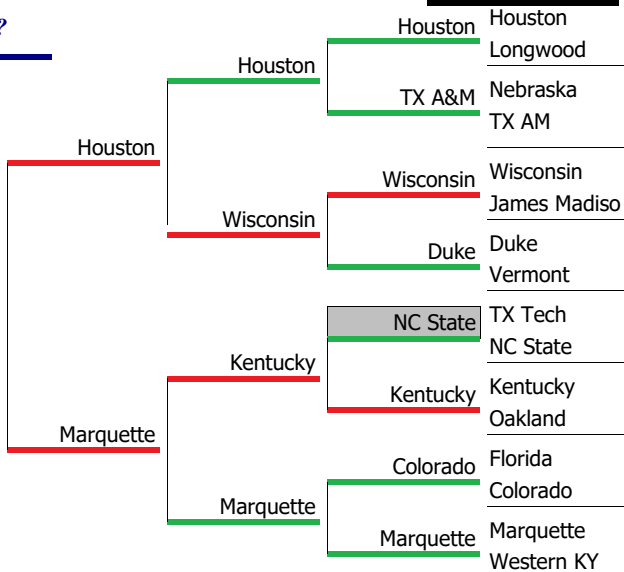 ?
Houston
Longwood
Nebraska
TX AM
Wisconsin
James Madiso
Duke
Vermont
TX Tech
NC State
Kentucky
Oakland
Florida
Colorado
Marquette
Western KY
Houston
TX A&M
Wisconsin
Duke
NC State
Kentucky
Colorado
Marquette
Houston
Wisconsin
Kentucky
Marquette
Houston
Marquette